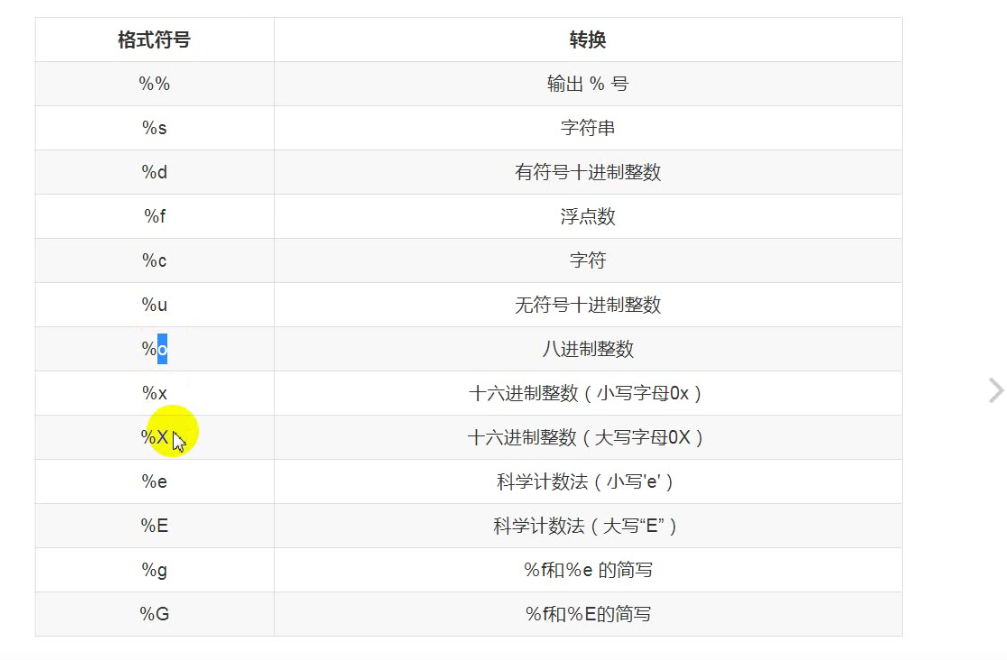 格式符号 转换
%% 输出 % 号
%s 字符串
%d 有符号十进制整数
%f 浮点数
%c 字符
%u 无符号十进制整数
%o 八进制整数
%x 十六进制整数 ( 小写字母0x )
%X 十六进制整数 ( 大写字母0X )
%e 科学计数法 ( 小写'e' )
%E 科学计数法 ( 大写“E” )
%g %f和%e 的简写
%G %f和%E的简写